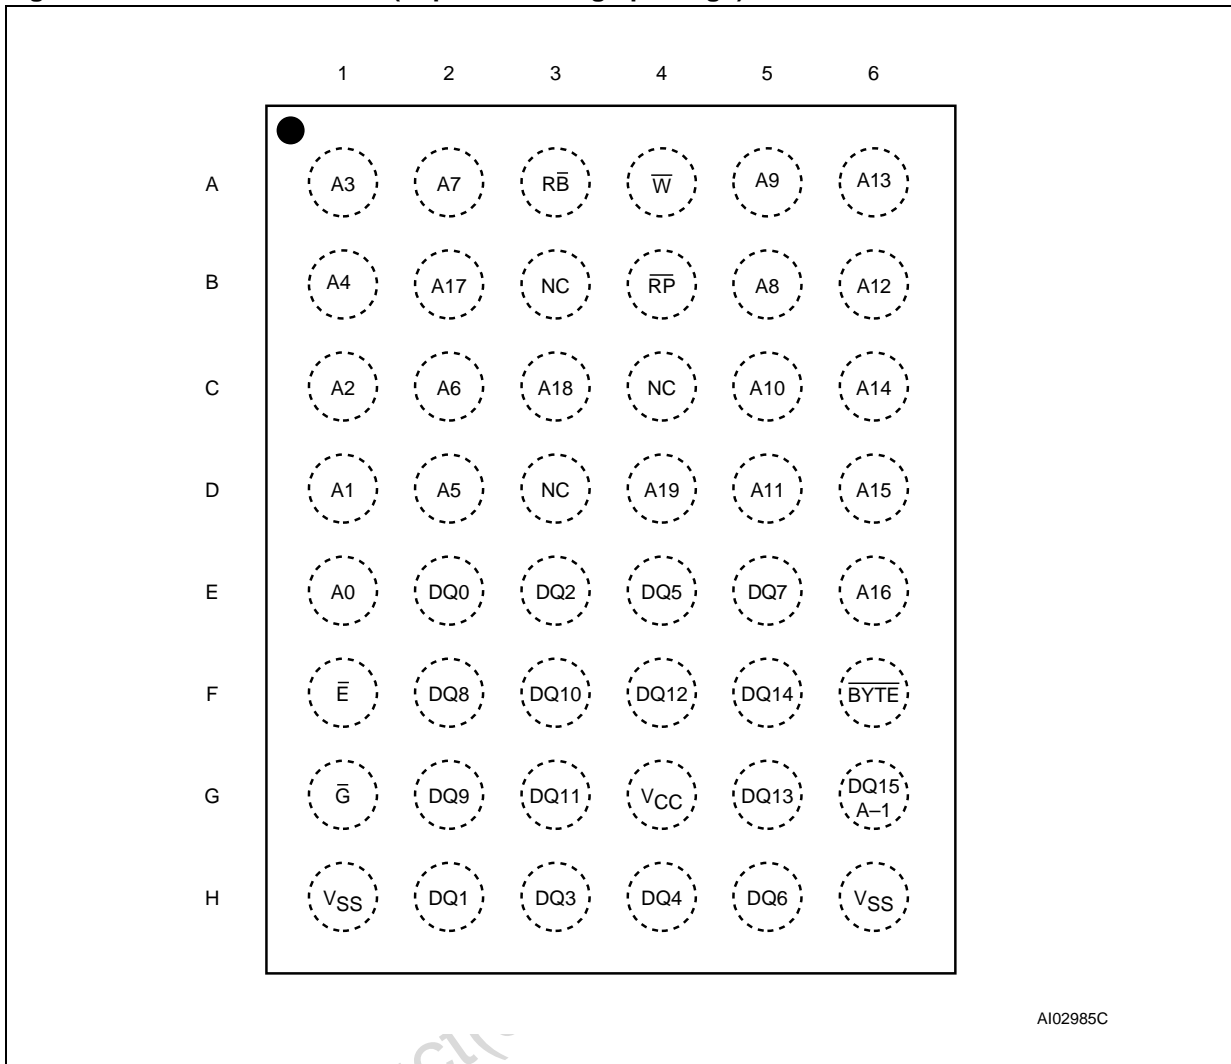 1 2 3 4 5 6
A A3 A7 RB̅ W̅ A9 A13
B A4 A17 NC R̅P̅ A8 A12
C A2 A6 A18 NC A10 A14
D A1 A5 NC A19 A11 A15
E A0 DQ0 DQ2 DQ5 DQ7 A16
F E̅ DQ8 DQ10 DQ12 DQ14 B̅Y̅T̅E̅
G G̅ DQ9 DQ11 VCC DQ13 DQ15
A–1
H VSS DQ1 DQ3 DQ4 DQ6 VSS
AI02985C